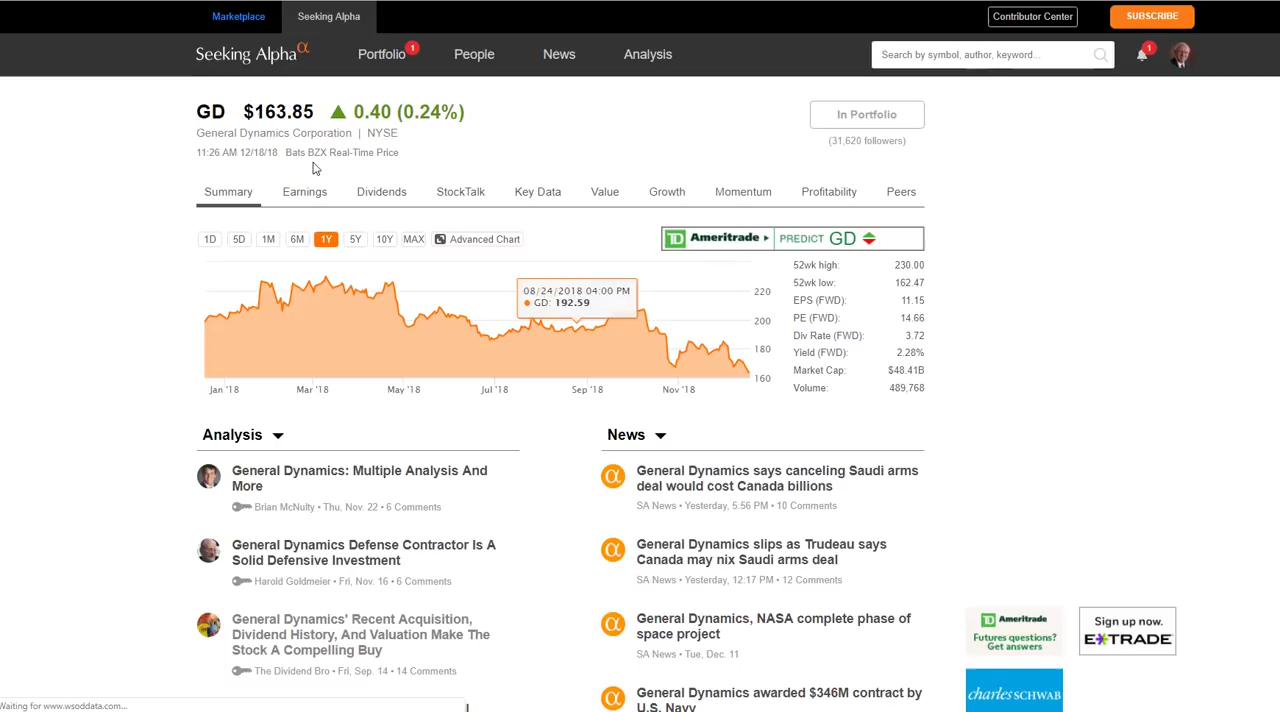 Marketplace
Seeking Alpha
Contributor Center
SUBSCRIBE
Seeking Alpha α
Portfolio 1
People
News
Analysis
Search by symbol, author, keyword...
1
GD $163.85 ▲ 0.40 (0.24%)
General Dynamics Corporation | NYSE
11:26 AM 12/18/18 Bats BZX Real-Time Price
In Portfolio
(31,620 followers)
Summary
Earnings
Dividends
StockTalk
Key Data
Value
Growth
Momentum
Profitability
Peers
1D 5D 1M 6M 1Y 5Y 10Y MAX Advanced Chart
TD Ameritrade PREDICT GD
08/24/2018 04:00 PM
GD: 192.59
220
200
180
160
Jan '18 Mar '18 May '18 Jul '18 Sep '18 Nov '18
52wk high: 230.00
52wk low: 162.47
EPS (FWD): 11.15
PE (FWD): 14.66
Div Rate (FWD): 3.72
Yield (FWD): 2.28%
Market Cap: $48.41B
Volume: 489,768
Analysis
General Dynamics: Multiple Analysis And
More
Brian McNulty • Thu, Nov. 22 • 6 Comments
General Dynamics Defense Contractor Is A
Solid Defensive Investment
Harold Goldmeier • Fri, Nov. 16 • 6 Comments
General Dynamics' Recent Acquisition,
Dividend History, And Valuation Make The
Stock A Compelling Buy
The Dividend Bro • Fri, Sep. 14 • 14 Comments
News
α
General Dynamics says canceling Saudi arms
deal would cost Canada billions
SA News • Yesterday, 5:56 PM • 10 Comments
α
General Dynamics slips as Trudeau says
Canada may nix Saudi arms deal
SA News • Yesterday, 12:17 PM • 12 Comments
α
General Dynamics, NASA complete phase of
space project
SA News • Tue, Dec. 11
α
General Dynamics awarded $346M contract by
U.S. Navy
TD Ameritrade
Futures questions?
Get answers
Sign up now.
E*TRADE
charles SCHWAB
Waiting for www.wsoddata.com...